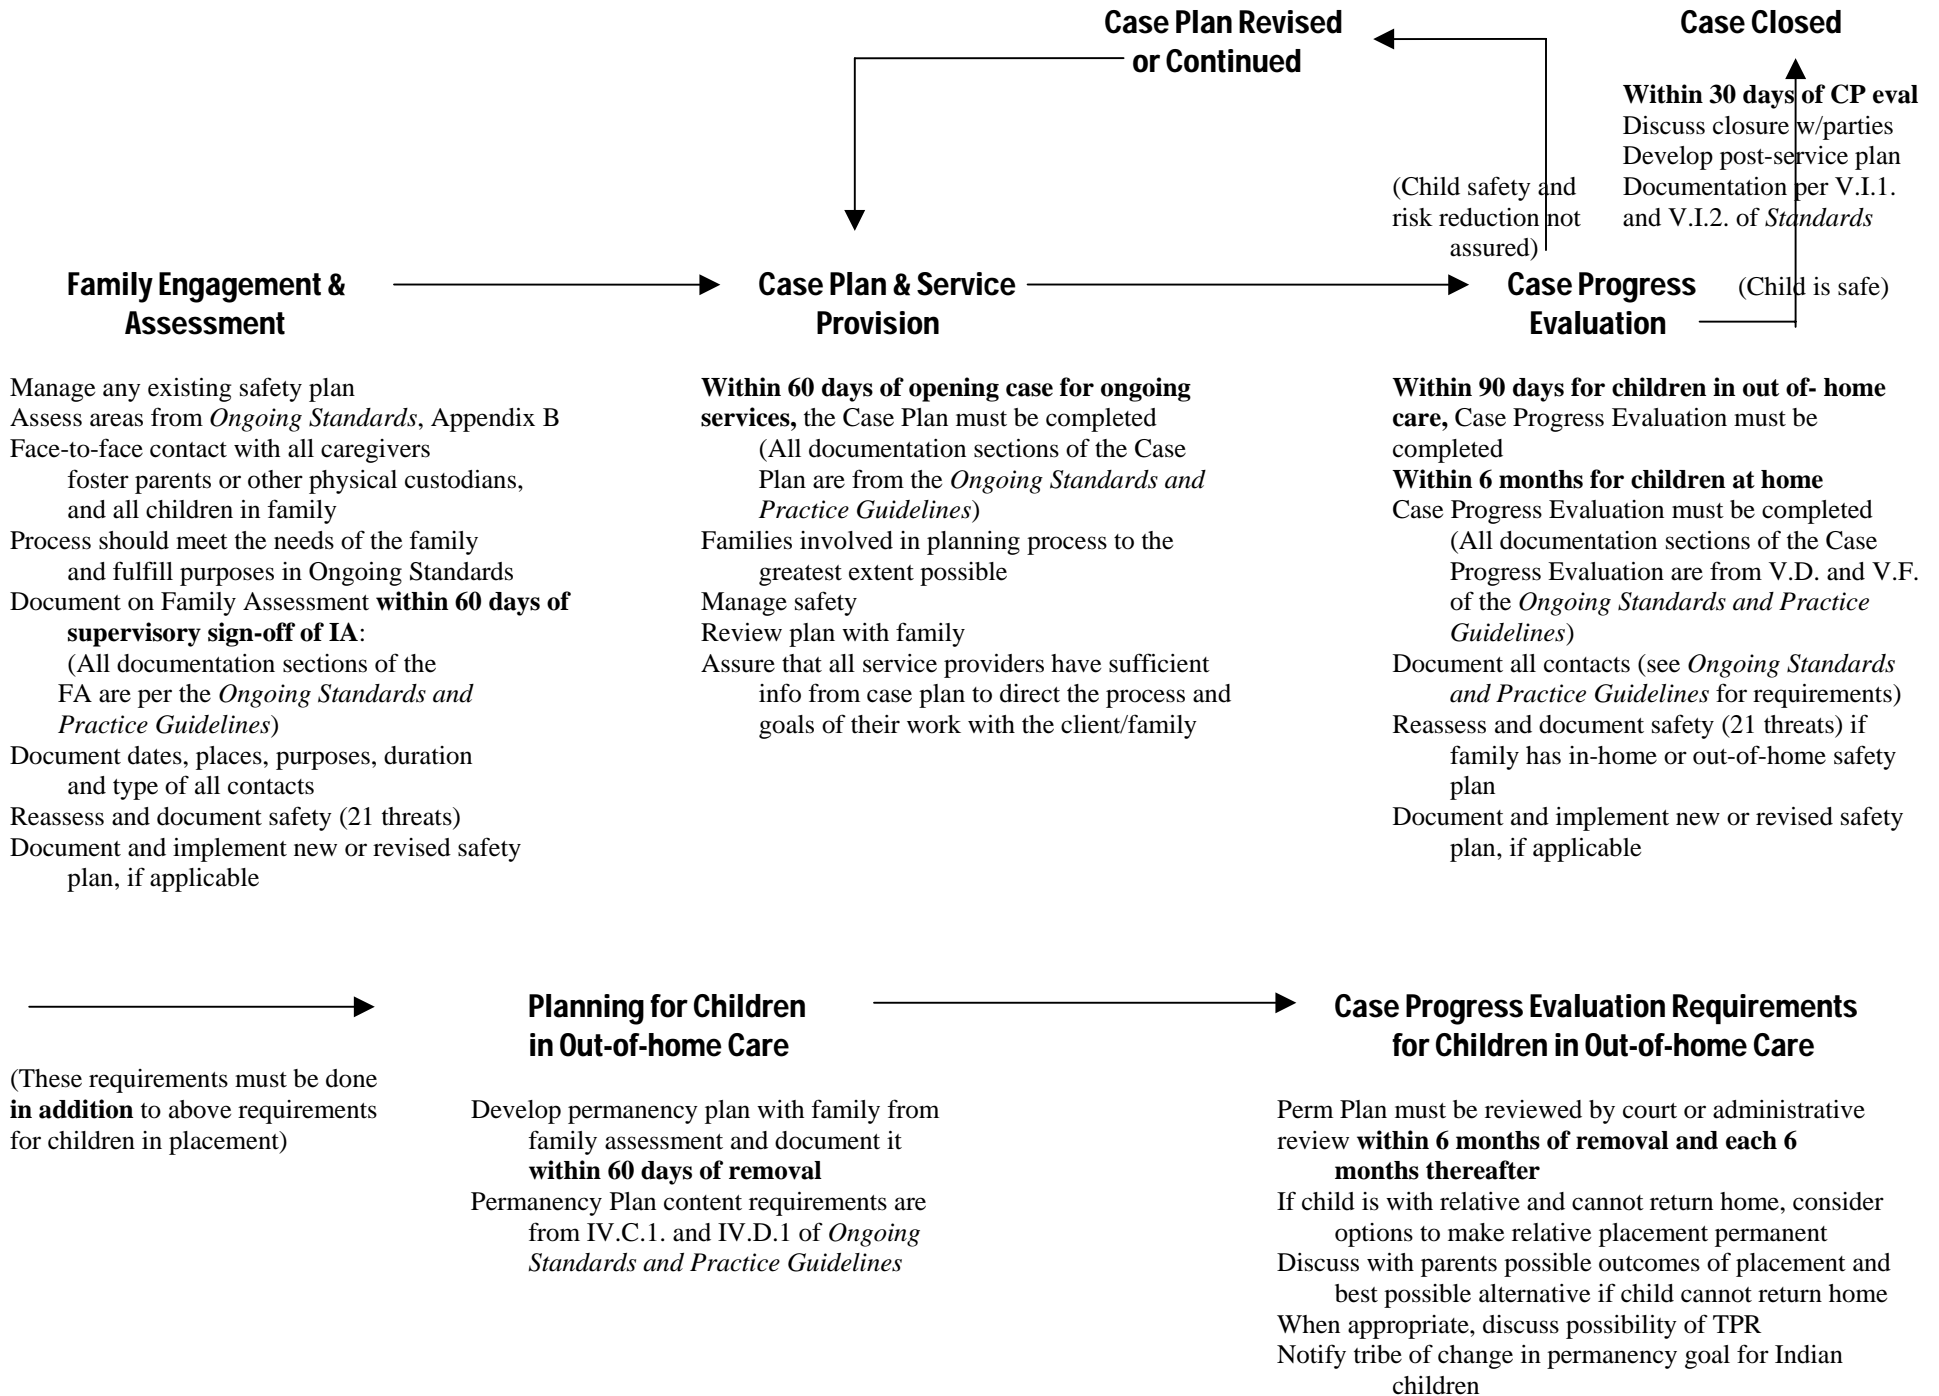 Case Plan Revised
or Continued
Case Closed
Within 30 days of CP eval
Discuss closure w/parties
Develop post-service plan
Documentation per V.I.1.
and V.I.2. of Standards
(Child safety and
risk reduction not
assured)
Family Engagement &
Assessment
Case Plan & Service
Provision
Case Progress
Evaluation
(Child is safe)
Manage any existing safety plan
Assess areas from Ongoing Standards, Appendix B
Face-to-face contact with all caregivers
foster parents or other physical custodians,
and all children in family
Process should meet the needs of the family
and fulfill purposes in Ongoing Standards
Document on Family Assessment within 60 days of
supervisory sign-off of IA:
(All documentation sections of the
FA are per the Ongoing Standards and
Practice Guidelines)
Document dates, places, purposes, duration
and type of all contacts
Reassess and document safety (21 threats)
Document and implement new or revised safety
plan, if applicable
Within 60 days of opening case for ongoing
services, the Case Plan must be completed
(All documentation sections of the Case
Plan are from the Ongoing Standards and
Practice Guidelines)
Families involved in planning process to the
greatest extent possible
Manage safety
Review plan with family
Assure that all service providers have sufficient
info from case plan to direct the process and
goals of their work with the client/family
Within 90 days for children in out of- home
care, Case Progress Evaluation must be
completed
Within 6 months for children at home
Case Progress Evaluation must be completed
(All documentation sections of the Case
Progress Evaluation are from V.D. and V.F.
of the Ongoing Standards and Practice
Guidelines)
Document all contacts (see Ongoing Standards
and Practice Guidelines for requirements)
Reassess and document safety (21 threats) if
family has in-home or out-of-home safety
plan
Document and implement new or revised safety
plan, if applicable
(These requirements must be done
in addition to above requirements
for children in placement)
Planning for Children
in Out-of-home Care
Develop permanency plan with family from
family assessment and document it
within 60 days of removal
Permanency Plan content requirements are
from IV.C.1. and IV.D.1 of Ongoing
Standards and Practice Guidelines
Case Progress Evaluation Requirements
for Children in Out-of-home Care
Perm Plan must be reviewed by court or administrative
review within 6 months of removal and each 6
months thereafter
If child is with relative and cannot return home, consider
options to make relative placement permanent
Discuss with parents possible outcomes of placement and
best possible alternative if child cannot return home
When appropriate, discuss possibility of TPR
Notify tribe of change in permanency goal for Indian
children